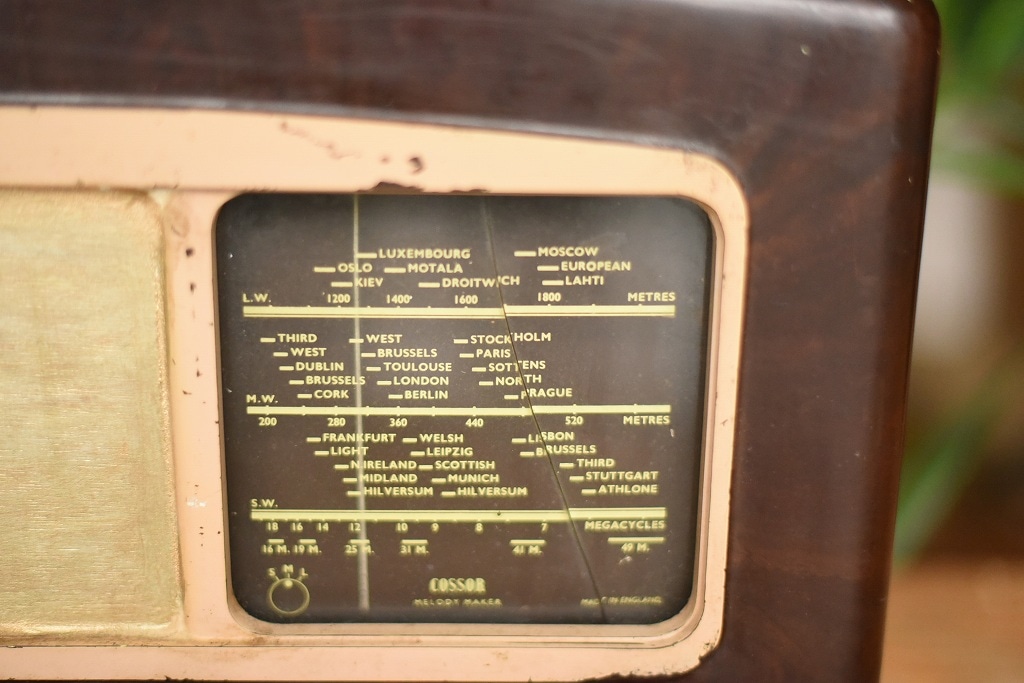 LUXEMBOURG MOSCOW
OSLO MOTALA EUROPEAN
KIEV DROITWICH LAHTI
L.W. 1200 1400 1600 1800 METRES
THIRD WEST STOCKHOLM
WEST BRUSSELS PARIS
DUBLIN TOULOUSE SOTTENS
BRUSSELS LONDON NORTH
CORK BERLIN PRAGUE
M.W.
200 280 360 440 520 METRES
FRANKFURT WELSH LISBON
LIGHT LEIPZIG BRUSSELS
N.IRELAND SCOTTISH THIRD
MIDLAND MUNICH STUTTGART
HILVERSUM HILVERSUM ATHLONE
S.W.
18 16 14 12 10 9 8 7 MEGACYCLES
16 M. 19 M. 25 M. 31 M. 41 M. 49 M.
S M L
COSSOR
MELODY MAKER MADE IN ENGLAND